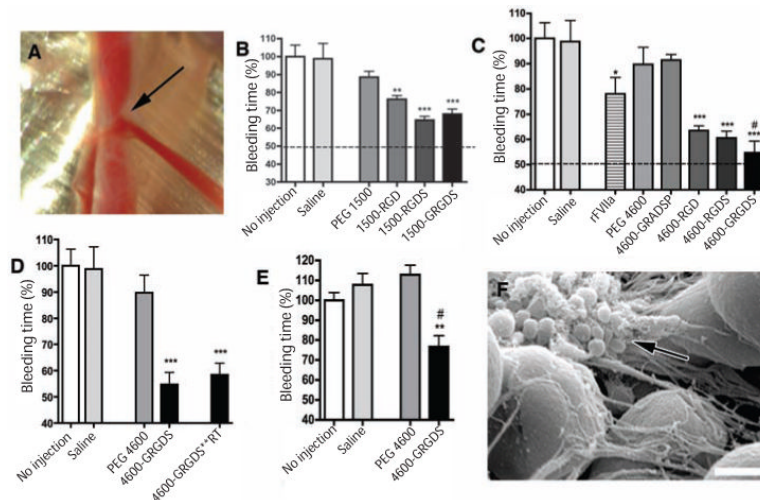 A
B
Bleeding time (%)
110
100
90
80
70
60
50
40
30
**
***
***
No injection
Saline
PEG 1500
1500-RGD
1500-RGDS
1500-GRGDS
C
Bleeding time (%)
110
100
90
80
70
60
50
40
*
***
***
#
***
No injection
Saline
rFVIIa
PEG 4600
4600-GRADSP
4600-RGD
4600-RGDS
4600-GRGDS
D
Bleeding time (%)
110
100
90
80
70
60
50
40
***
***
No injection
Saline
PEG 4600
4600-GRGDS
4600-GRGDS**RT
E
Bleeding time (%)
120
110
100
90
80
70
60
50
40
#
**
No injection
Saline
PEG 4600
4600-GRGDS
F